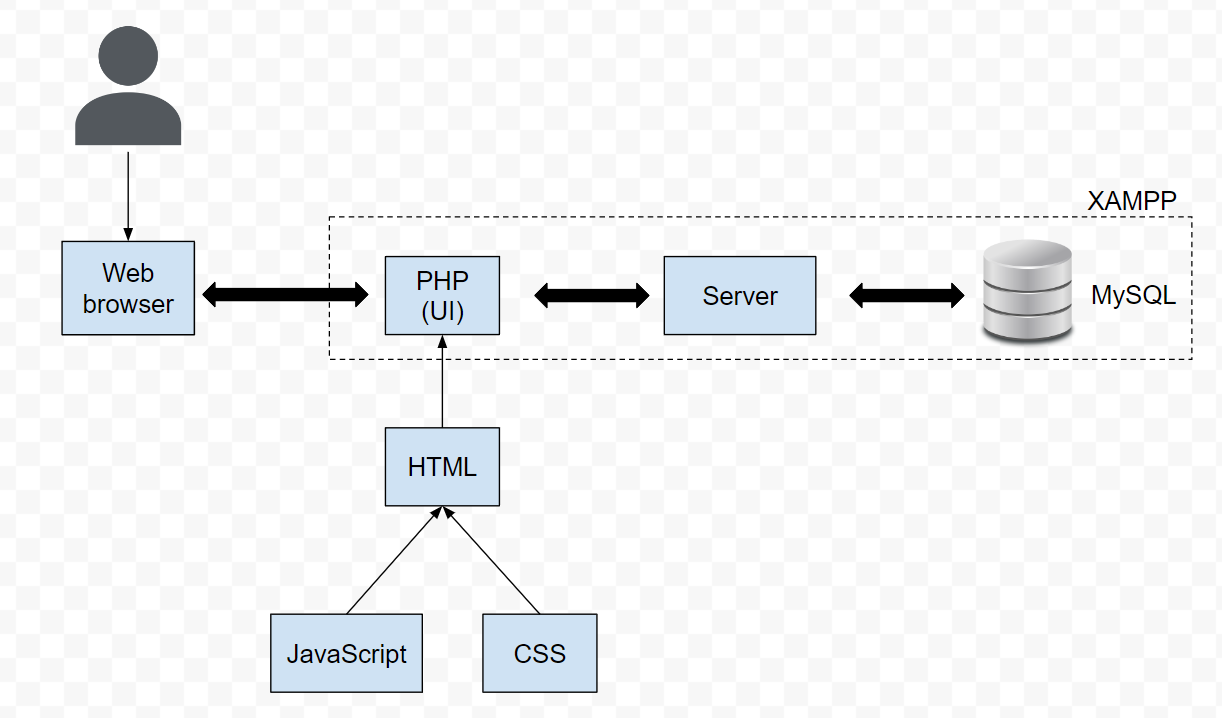 XAMPP
Web
browser
PHP
(UI)
Server
MySQL
HTML
JavaScript
CSS